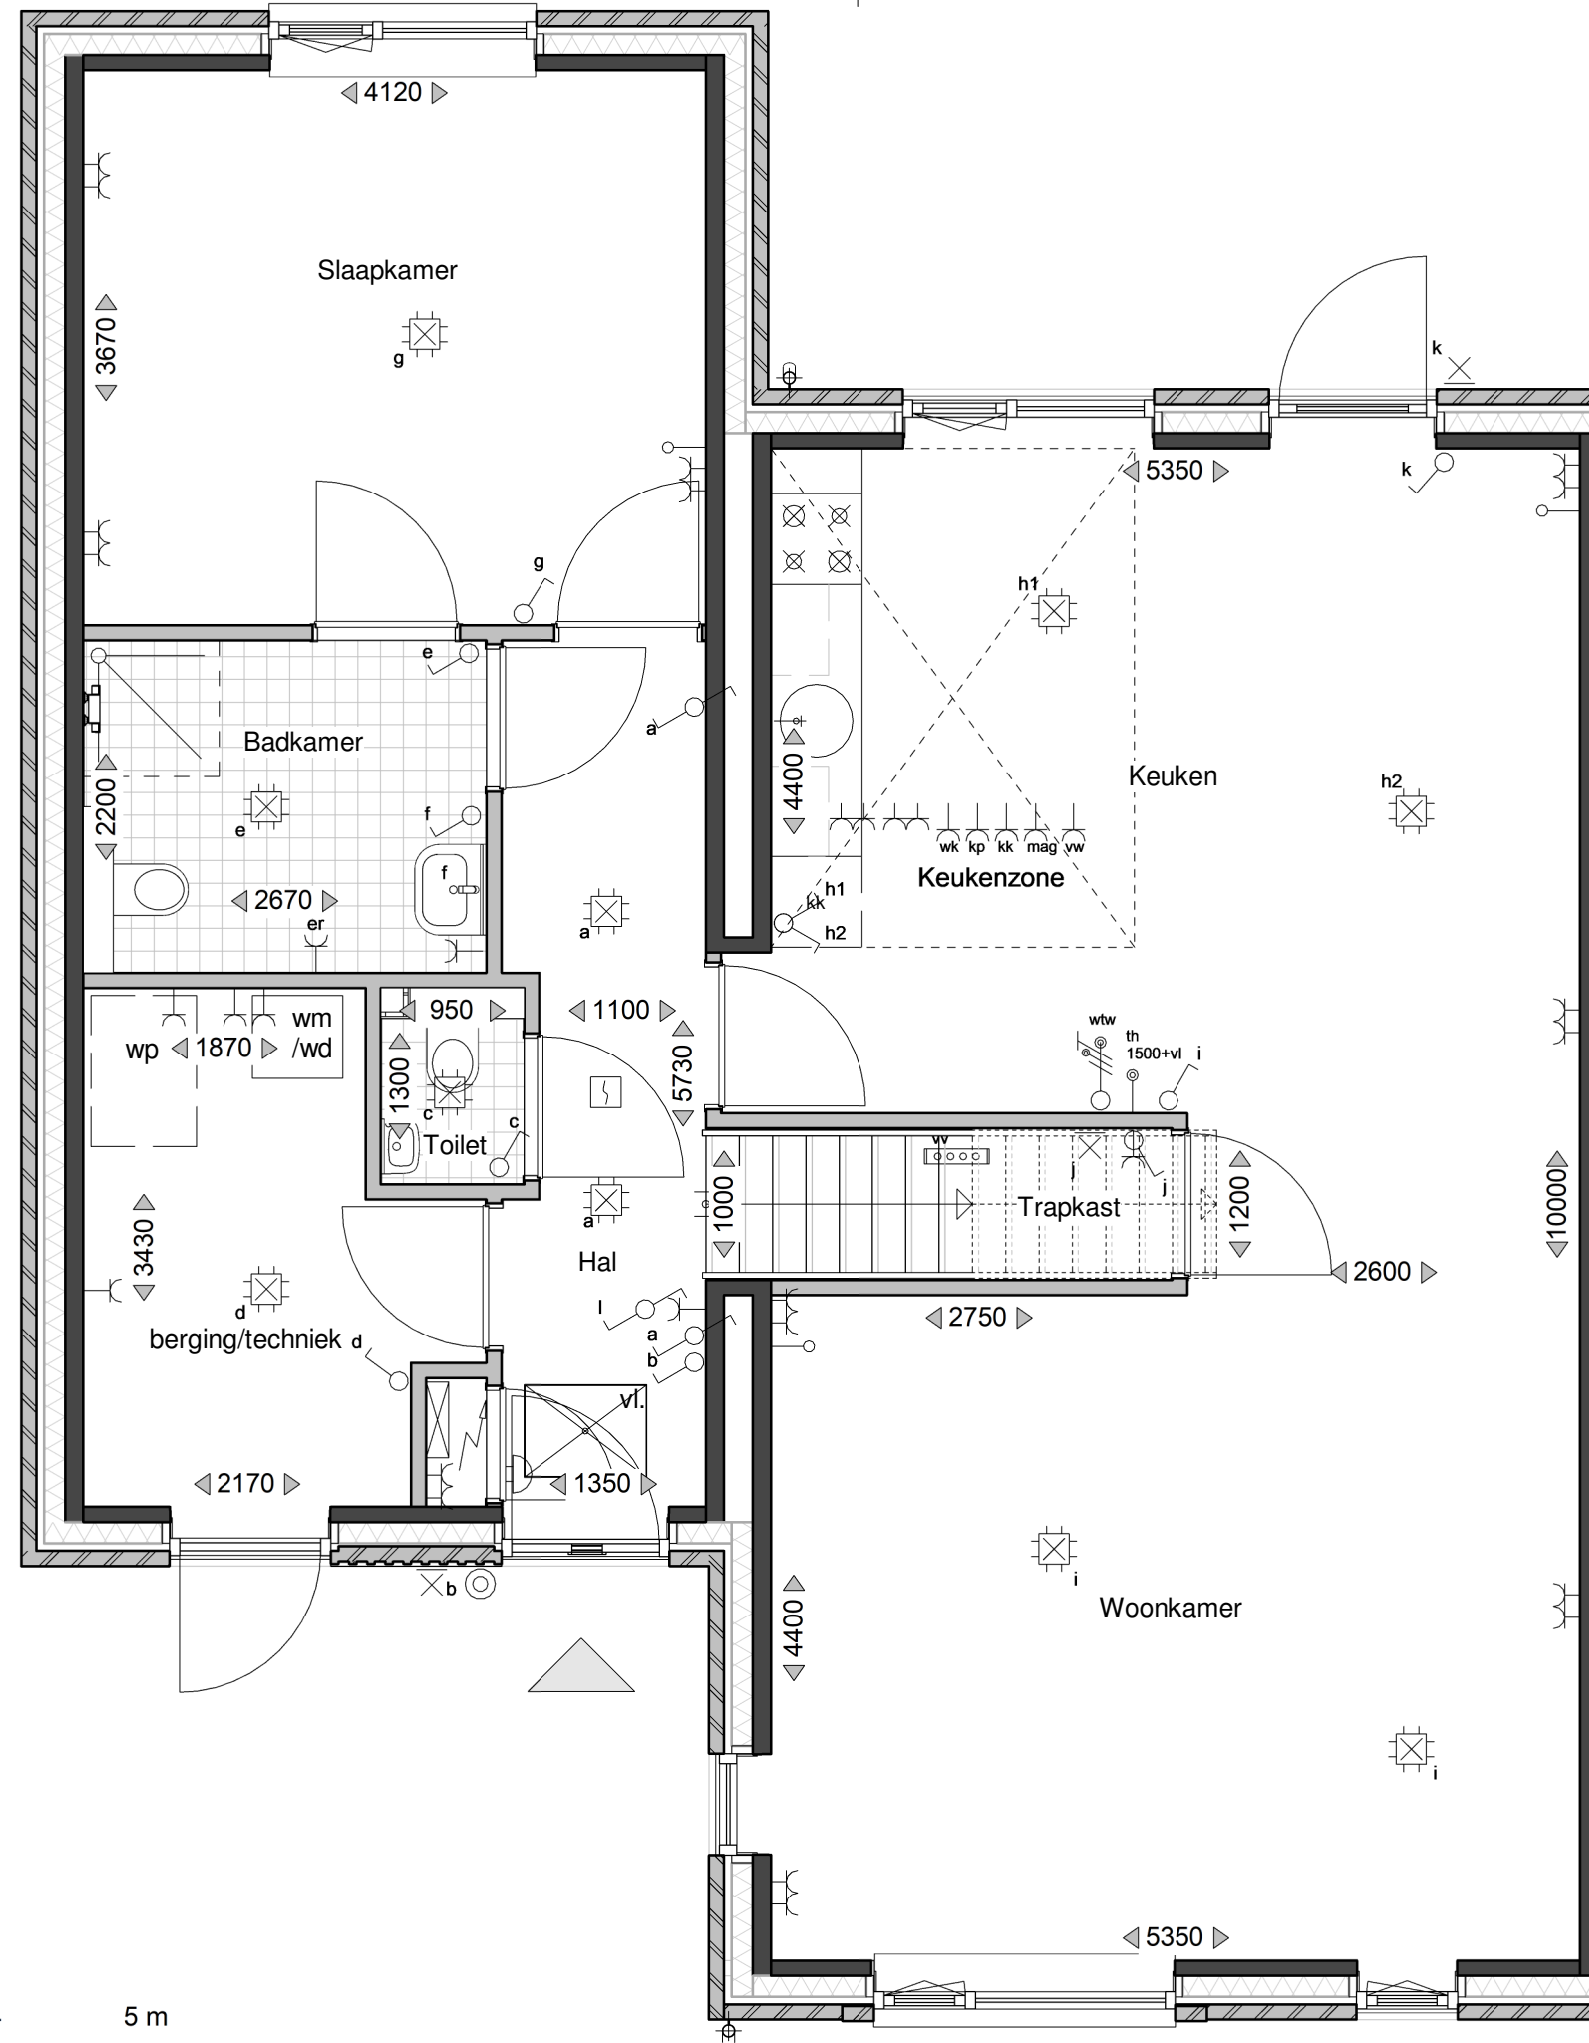 4120
Slaapkamer
3670
g
g
k
k
5350
h1
e
a
Badkamer
2200
e
f
f
2670
er
a
4400
Keuken
h2
wk kp kk mag vw
Keukenzone
h1
kk
h2
wm
/wd
wp
1870
950
1300
c
c
Toilet
1100
5730
wtw
th
1500+vl
i
vv
j
j
1000
Trapkast
1200
10000
2600
2750
3430
d
berging/techniek
d
a
Hal
l
a
b
vl.
2170
1350
b
i
Woonkamer
4400
i
5350
5 m